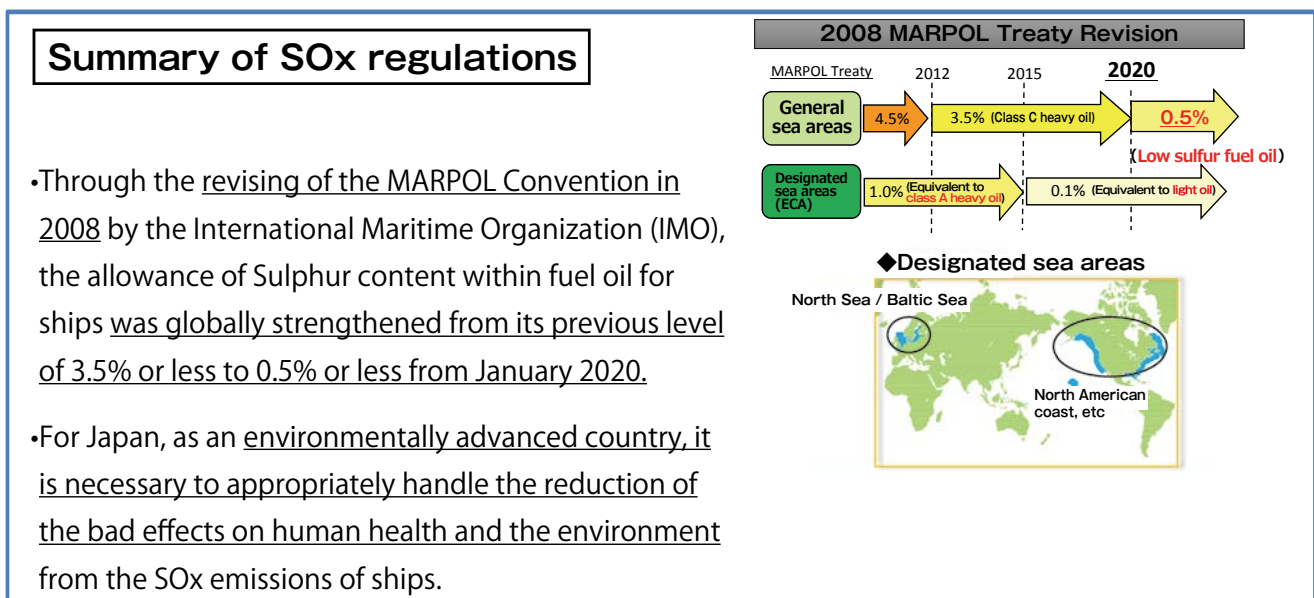 Summary of SOx regulations
•Through the revising of the MARPOL Convention in
2008 by the International Maritime Organization (IMO),
the allowance of Sulphur content within fuel oil for
ships was globally strengthened from its previous level
of 3.5% or less to 0.5% or less from January 2020.
•For Japan, as an environmentally advanced country, it
is necessary to appropriately handle the reduction of
the bad effects on human health and the environment
from the SOx emissions of ships.
2008 MARPOL Treaty Revision
MARPOL Treaty 2012 2015 2020
General
sea areas
4.5% 3.5% (Class C heavy oil) 0.5%
(Low sulfur fuel oil)
Designated
sea areas
(ECA)
1.0% (Equivalent to
class A heavy oil)
0.1% (Equivalent to light oil)
◆Designated sea areas
North Sea / Baltic Sea
North American
coast, etc